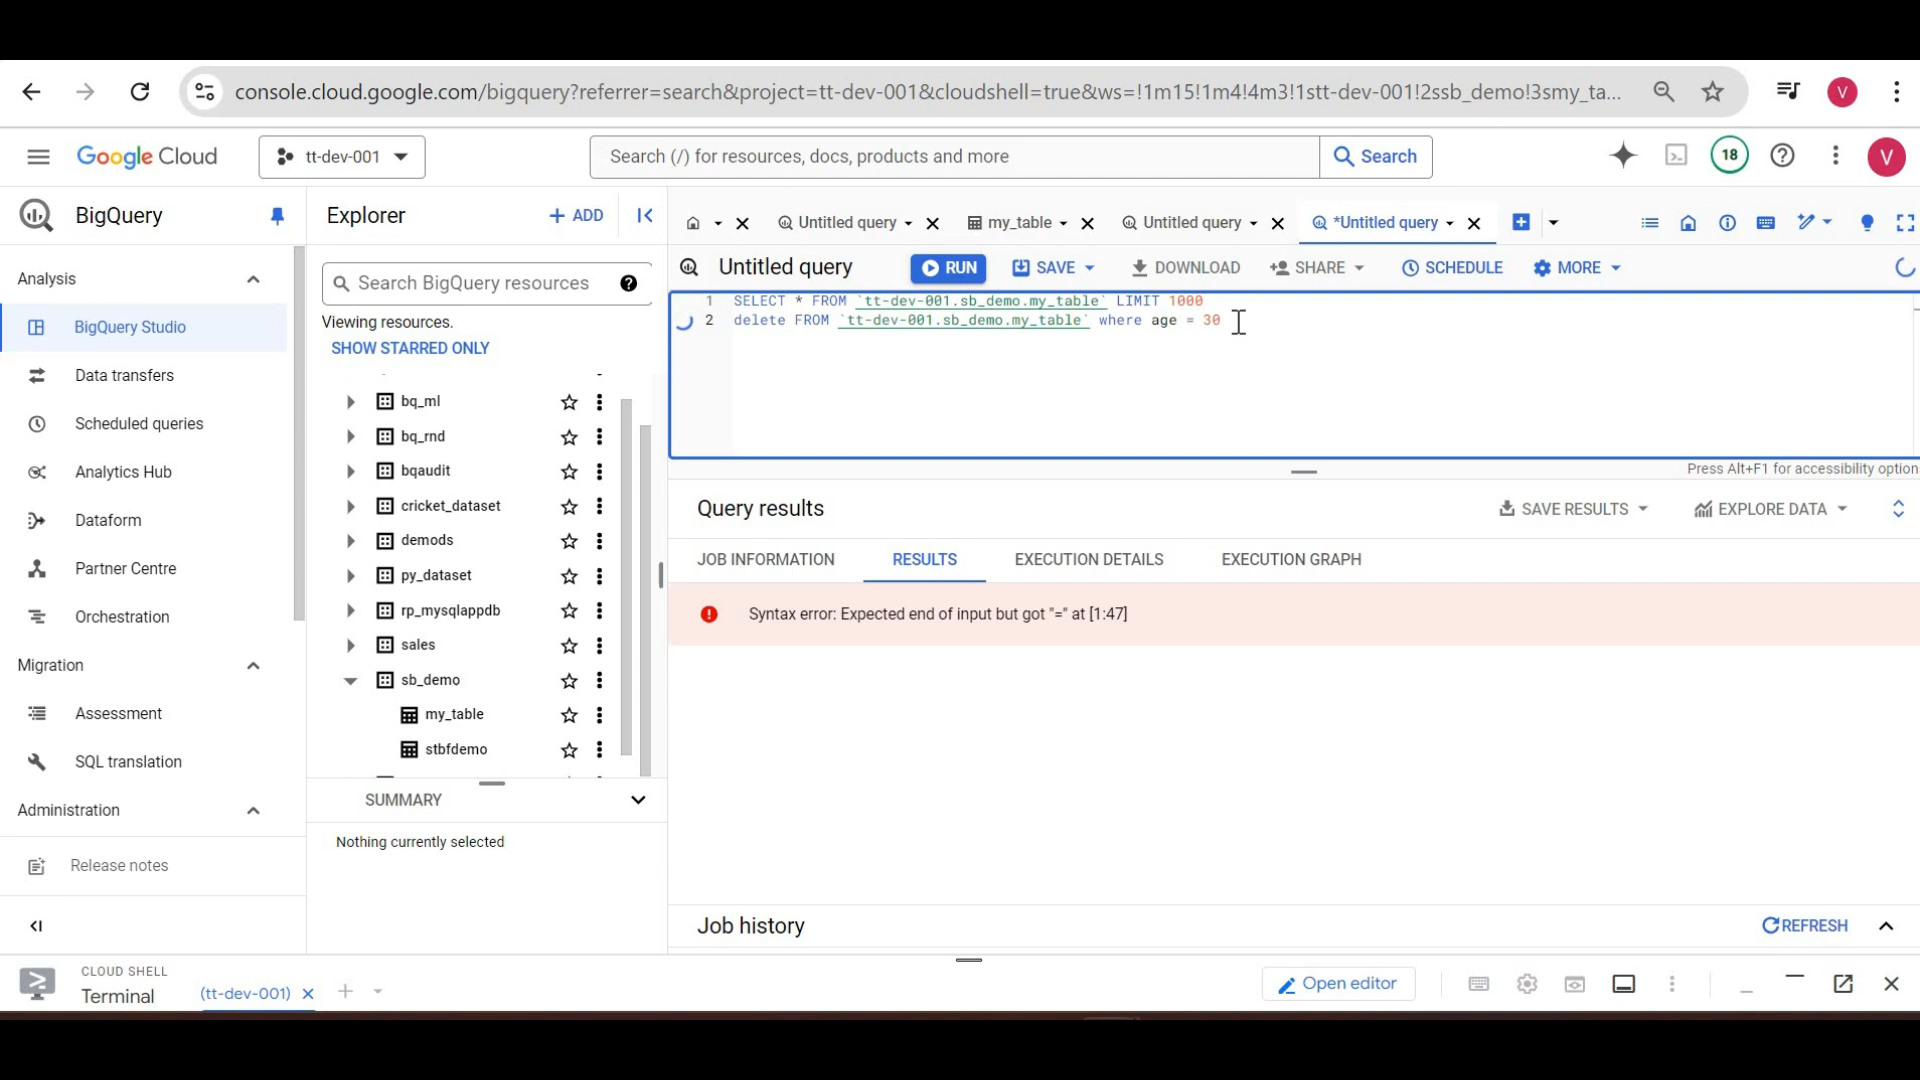 console.cloud.google.com/bigquery?referrer=search&project=tt-dev-001&cloudshell=true&ws=!1m15!1m4!4m3!1stt-dev-001!2ssb_demo!3smy_ta...
V
Google Cloud
tt-dev-001
Search (/) for resources, docs, products and more
Search
18
V
BigQuery
Explorer
ADD
Untitled query
my_table
Untitled query
*Untitled query
Analysis
BigQuery Studio
Data transfers
Scheduled queries
Analytics Hub
Dataform
Partner Centre
Orchestration
Migration
Assessment
SQL translation
Administration
Release notes
Search BigQuery resources
Viewing resources.
SHOW STARRED ONLY
bq_ml
bq_rnd
bqaudit
cricket_dataset
demods
py_dataset
rp_mysqlappdb
sales
sb_demo
my_table
stbfdemo
SUMMARY
Nothing currently selected
Untitled query
RUN
SAVE
DOWNLOAD
SHARE
SCHEDULE
MORE
1 SELECT * FROM `tt-dev-001.sb_demo.my_table` LIMIT 1000
2 delete FROM `tt-dev-001.sb_demo.my_table` where age = 30
Press Alt+F1 for accessibility option
Query results
SAVE RESULTS
EXPLORE DATA
JOB INFORMATION
RESULTS
EXECUTION DETAILS
EXECUTION GRAPH
Syntax error: Expected end of input but got "=" at [1:47]
Job history
REFRESH
CLOUD SHELL
Terminal
(tt-dev-001)
Open editor